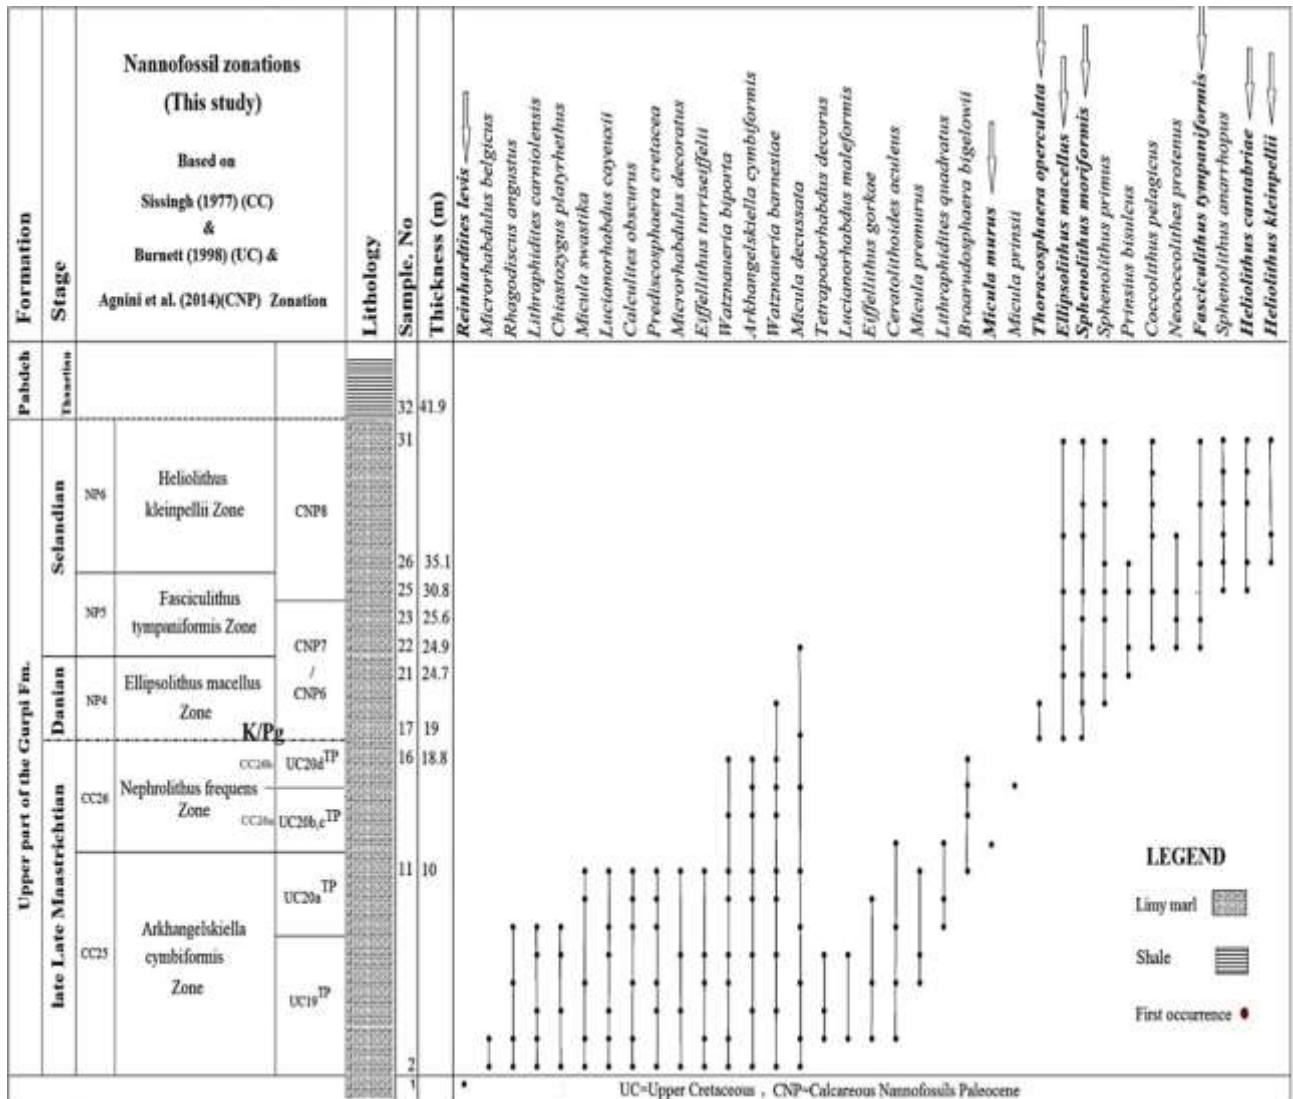 Formation
Stage
Nannofossil zonations
(This study)
Based on
Sissingh (1977) (CC)
&
Burnett (1998) (UC) &
Agnini et al. (2014)(CNP) Zonation
Lithology
Sample. No
Thickness (m)
Reinhardtites levis
Microrhabdulus belgicus
Rhagodiscus angustus
Lithraphidites carniolensis
Chiastozygus platyrhethus
Micula swastika
Lucianorhabdus cayeuxii
Calculites obscurus
Prediscosphaera cretacea
Microrhabdulus decoratus
Eiffellithus turriseiffelii
Watznaueria biporta
Arkhangelskiella cymbiformis
Watznaueria barnesiae
Micula decussata
Tetrapodorhabdus decorus
Lucianorhabdus maleformis
Eiffellithus gorkae
Ceratolithoides aculeus
Micula premurus
Lithraphidites quadratus
Braarudosphaera bigelowii
Micula murus
Micula prinsii
Thoracosphaera operculata
Ellipsolithus macellus
Sphenolithus moriformis
Sphenolithus primus
Prinsius bisulcus
Coccolithus pelagicus
Neococcolithes protenus
Fasciculithus tympaniformis
Sphenolithus anarrhopus
Heliolithus cantabriae
Heliolithus kleinpellii
Pabdeh
Thanetian
32 41.9
Upper part of the Gurpi Fm.
Selandian
NP6
Heliolithus
kleinpellii Zone
CNP8
31
26 35.1
NP5
Fasciculithus
tympaniformis Zone
25 30.8
23 25.6
22 24.9
CNP7
/
CNP6
Danian
NP4
Ellipsolithus macellus
Zone
21 24.7
17 19
K/Pg
late Late Maastrichtian
CC26
CC26b
Nephrolithus frequens
Zone
CC26a
UC20d TP
UC20b,c TP
16 18.8
CC25
Arkhangelskiella
cymbiformis
Zone
UC20a TP
UC19 TP
11 10
2
1
LEGEND
Limy marl
Shale
First occurrence
UC=Upper Cretaceous , CNP=Calcareous Nannofossils Paleocene